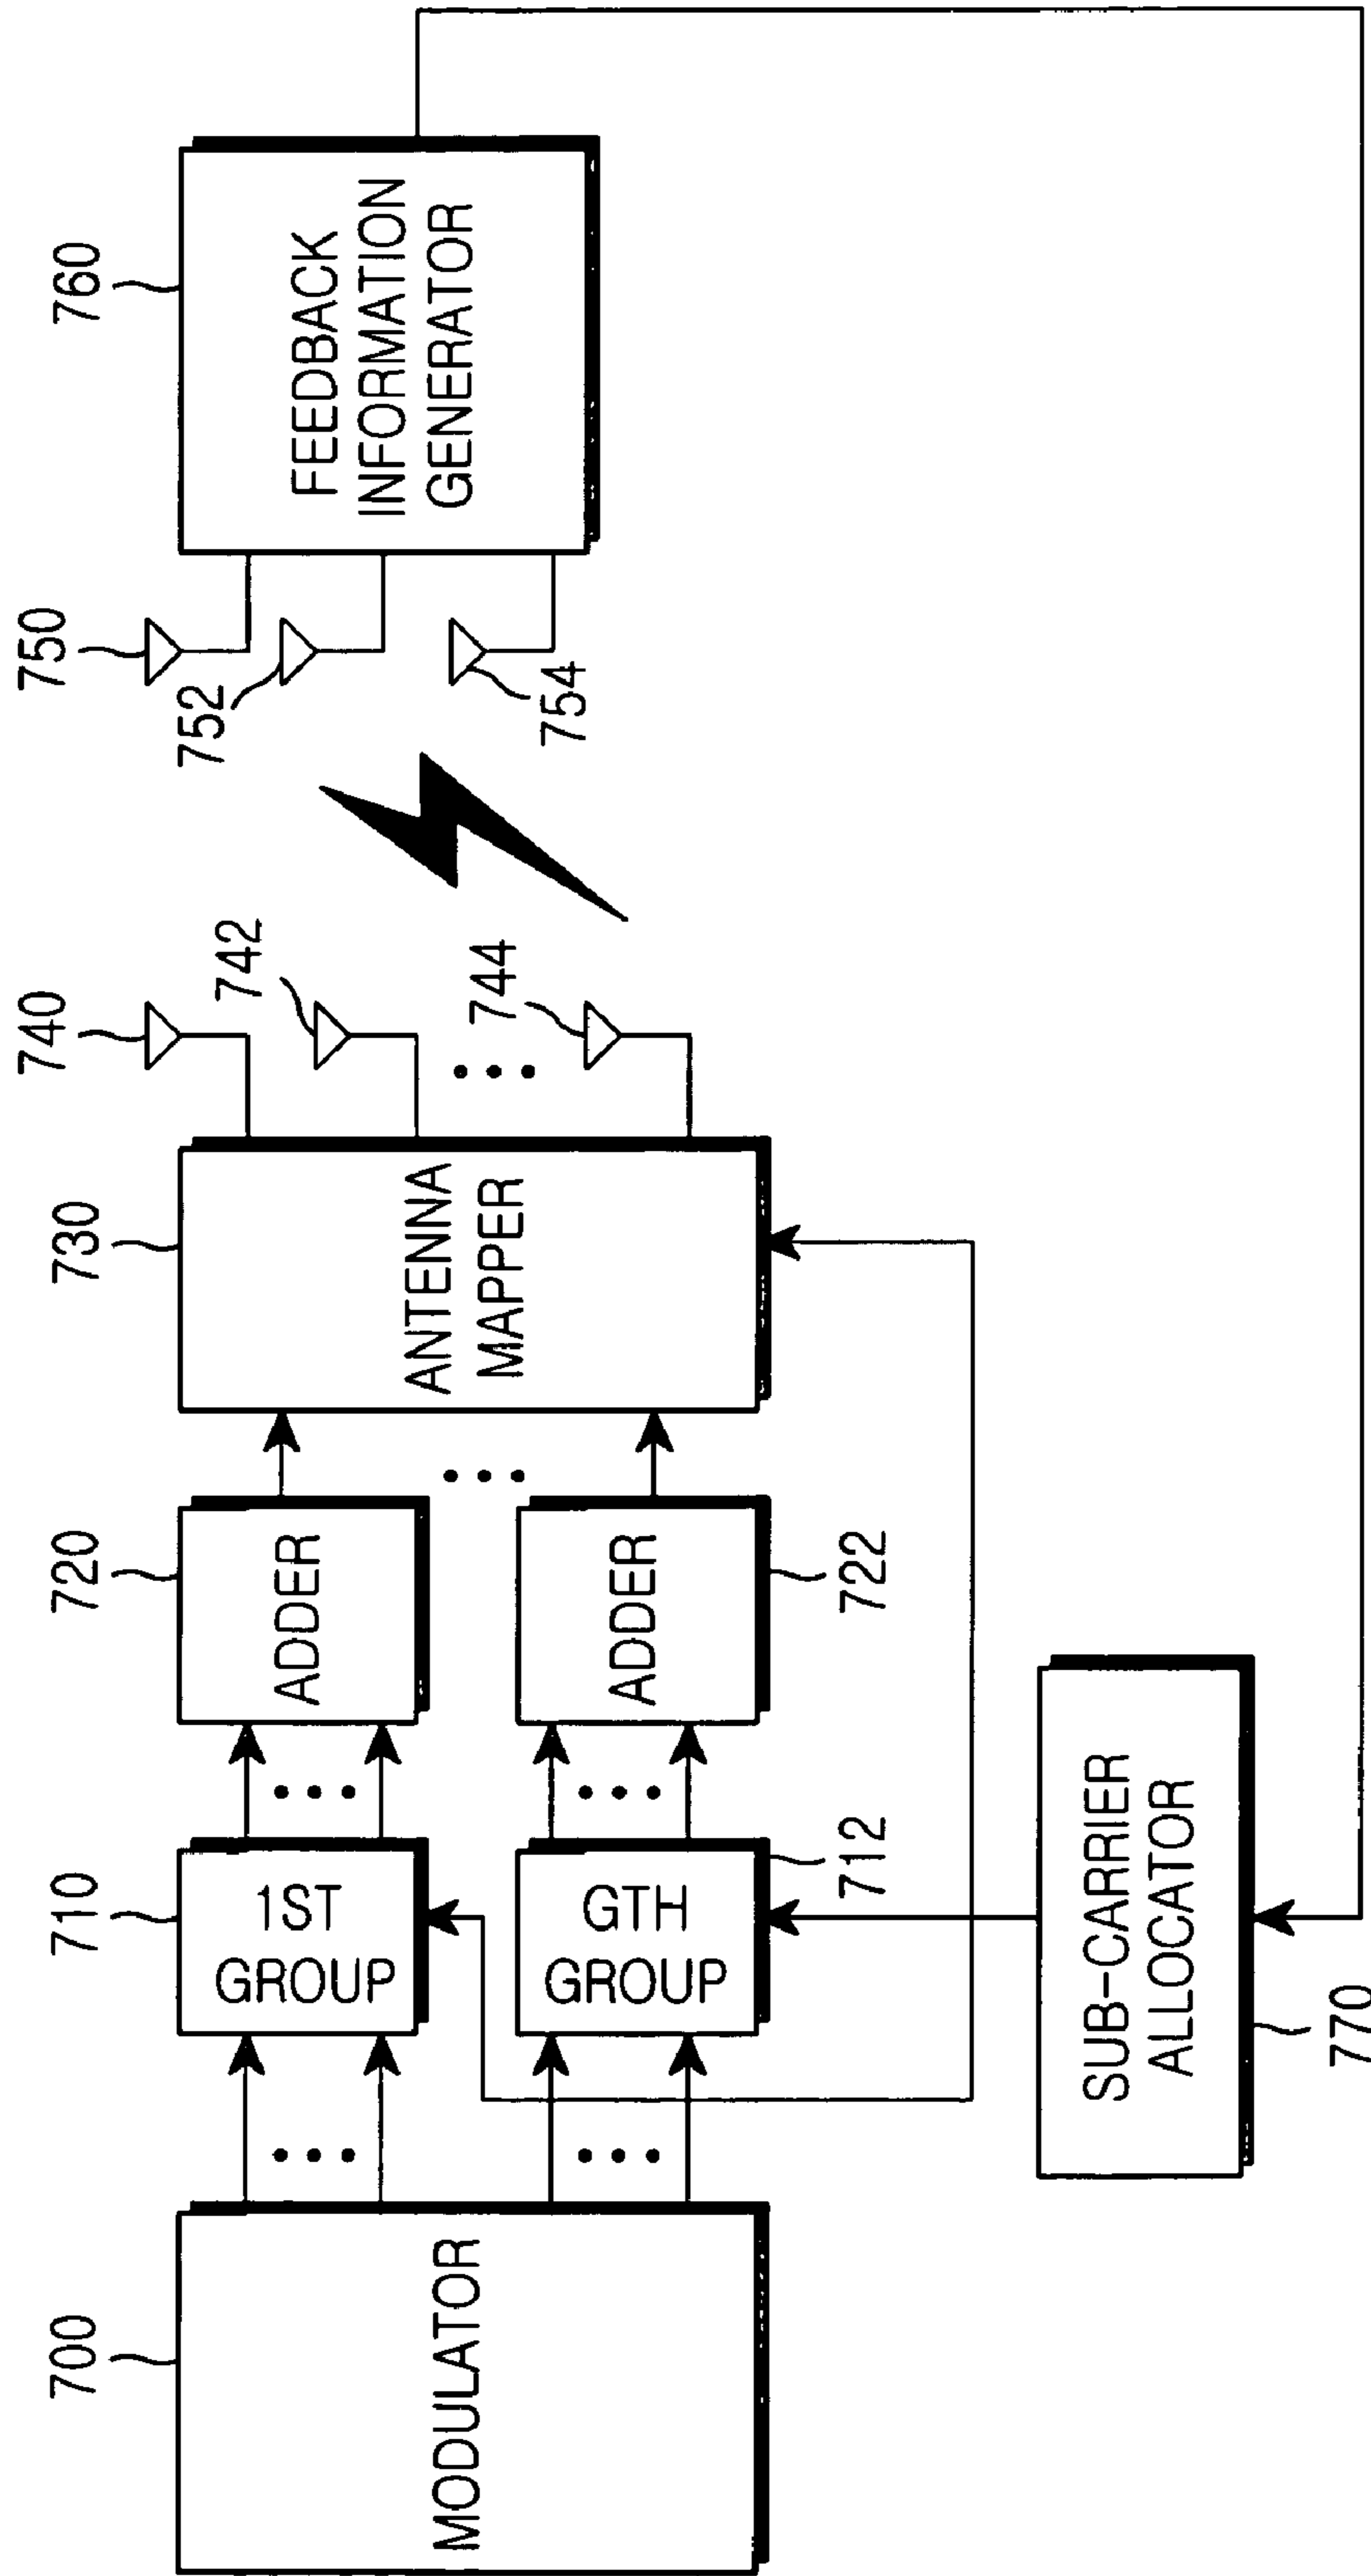 700
MODULATOR
710
1ST
GROUP
GTH
GROUP
712
720
ADDER
ADDER
722
730
ANTENNA
MAPPER
740
742
744
750
752
754
760
FEEDBACK
INFORMATION
GENERATOR
SUB-CARRIER
ALLOCATOR
770